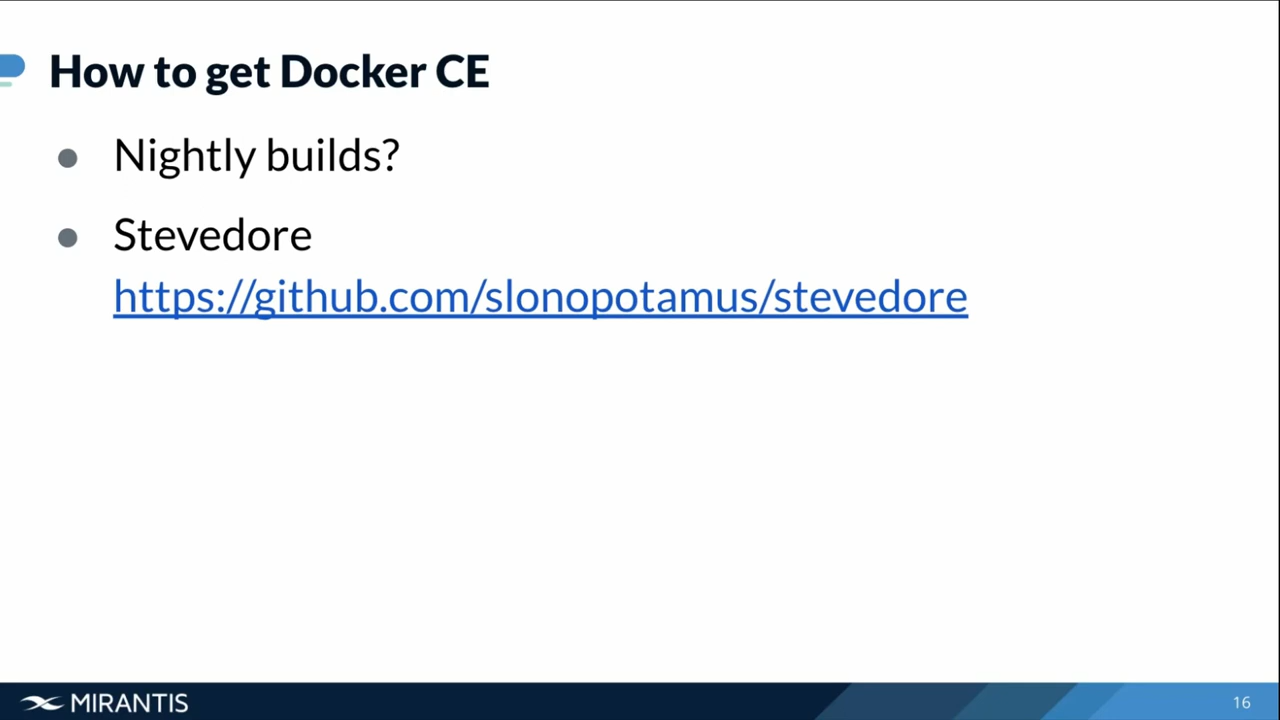 How to get Docker CE
● Nightly builds?
● Stevedore
https://github.com/slonopotamus/stevedore
MIRANTIS
16